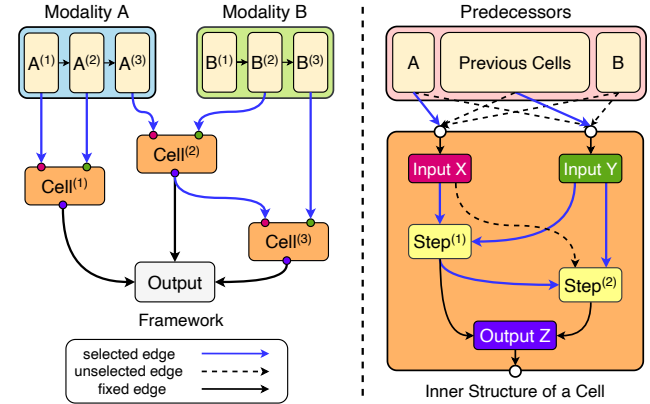 Modality A
Modality B
A(1)
A(2)
A(3)
B(1)
B(2)
B(3)
Cell(2)
Cell(1)
Cell(3)
Output
Framework
selected edge
unselected edge
fixed edge
Predecessors
A
Previous Cells
B
Input X
Input Y
Step(1)
Step(2)
Output Z
Inner Structure of a Cell